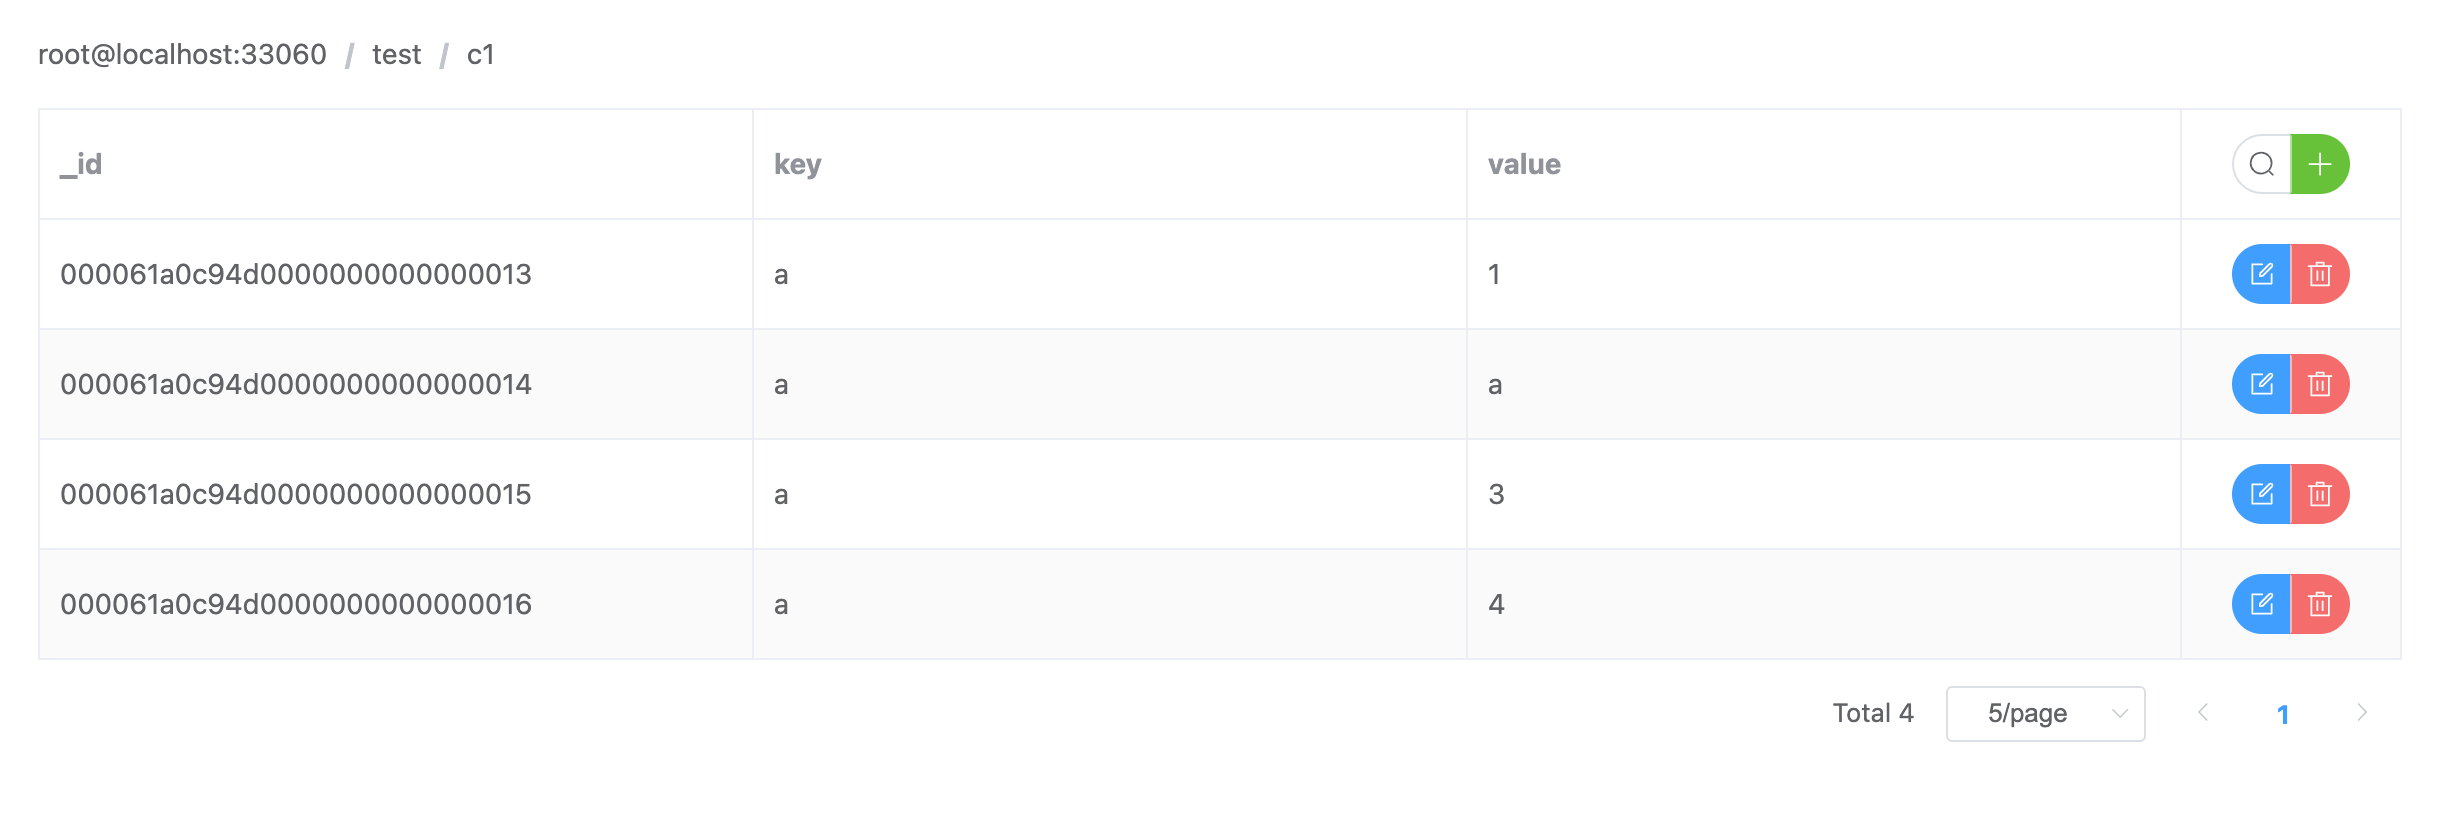 root@localhost:33060 / test / c1
_id key value
000061a0c94d0000000000000013 a 1
000061a0c94d0000000000000014 a a
000061a0c94d0000000000000015 a 3
000061a0c94d0000000000000016 a 4
Total 4 5/page 1